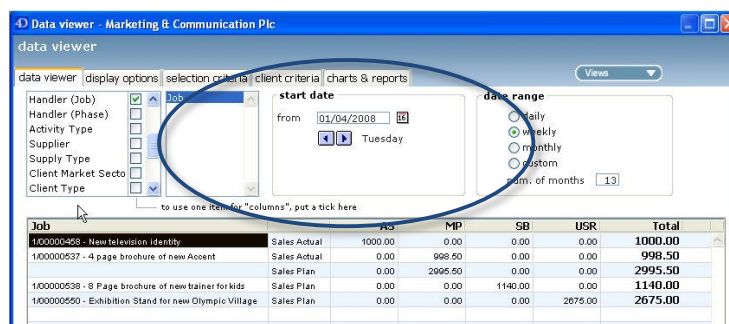 Data viewer - Marketing & Communication Plc
data viewer
data viewer display options selection criteria client criteria charts & reports
Views
Handler (Job)
Handler (Phase)
Activity Type
Supplier
Supply Type
Client Market Secto
Client Type
Job
start date
from 01/04/2008 16
Tuesday
date range
daily
weekly
monthly
custom
num. of months 13
to use one item for "columns", put a tick here
Job AS MP SB USR Total
1/00000458 - New television identity Sales Actual 1000.00 0.00 0.00 0.00 1000.00
1/00000537 - 4 page brochure of new Accent Sales Actual 0.00 998.50 0.00 0.00 998.50
Sales Plan 0.00 2995.50 0.00 0.00 2995.50
1/00000538 - 8 Page brochure of new trainer for kids Sales Plan 0.00 0.00 1140.00 0.00 1140.00
1/00000550 - Exhibition Stand for new Olympic Village Sales Plan 0.00 0.00 0.00 2675.00 2675.00